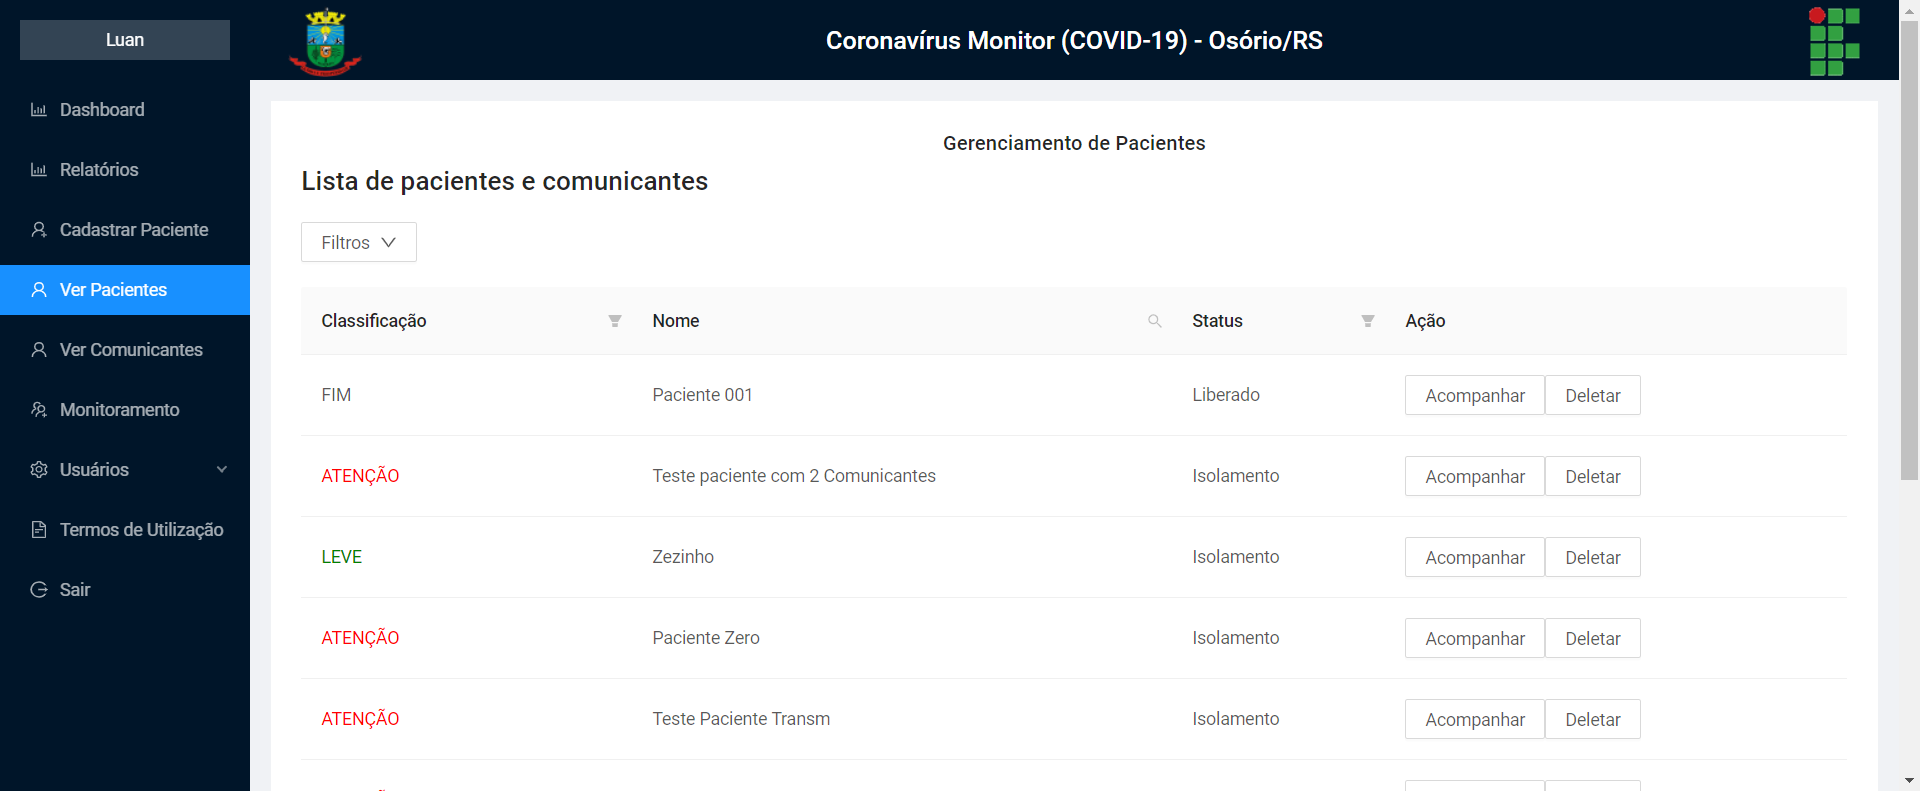 Luan
Coronavírus Monitor (COVID-19) - Osório/RS
Dashboard
Relatórios
Cadastrar Paciente
Ver Pacientes
Ver Comunicantes
Monitoramento
Usuários
Termos de Utilização
Sair
Gerenciamento de Pacientes
Lista de pacientes e comunicantes
Filtros
Classificação Nome Status Ação
FIM Paciente 001 Liberado Acompanhar Deletar
ATENÇÃO Teste paciente com 2 Comunicantes Isolamento Acompanhar Deletar
LEVE Zezinho Isolamento Acompanhar Deletar
ATENÇÃO Paciente Zero Isolamento Acompanhar Deletar
ATENÇÃO Teste Paciente Transm Isolamento Acompanhar Deletar